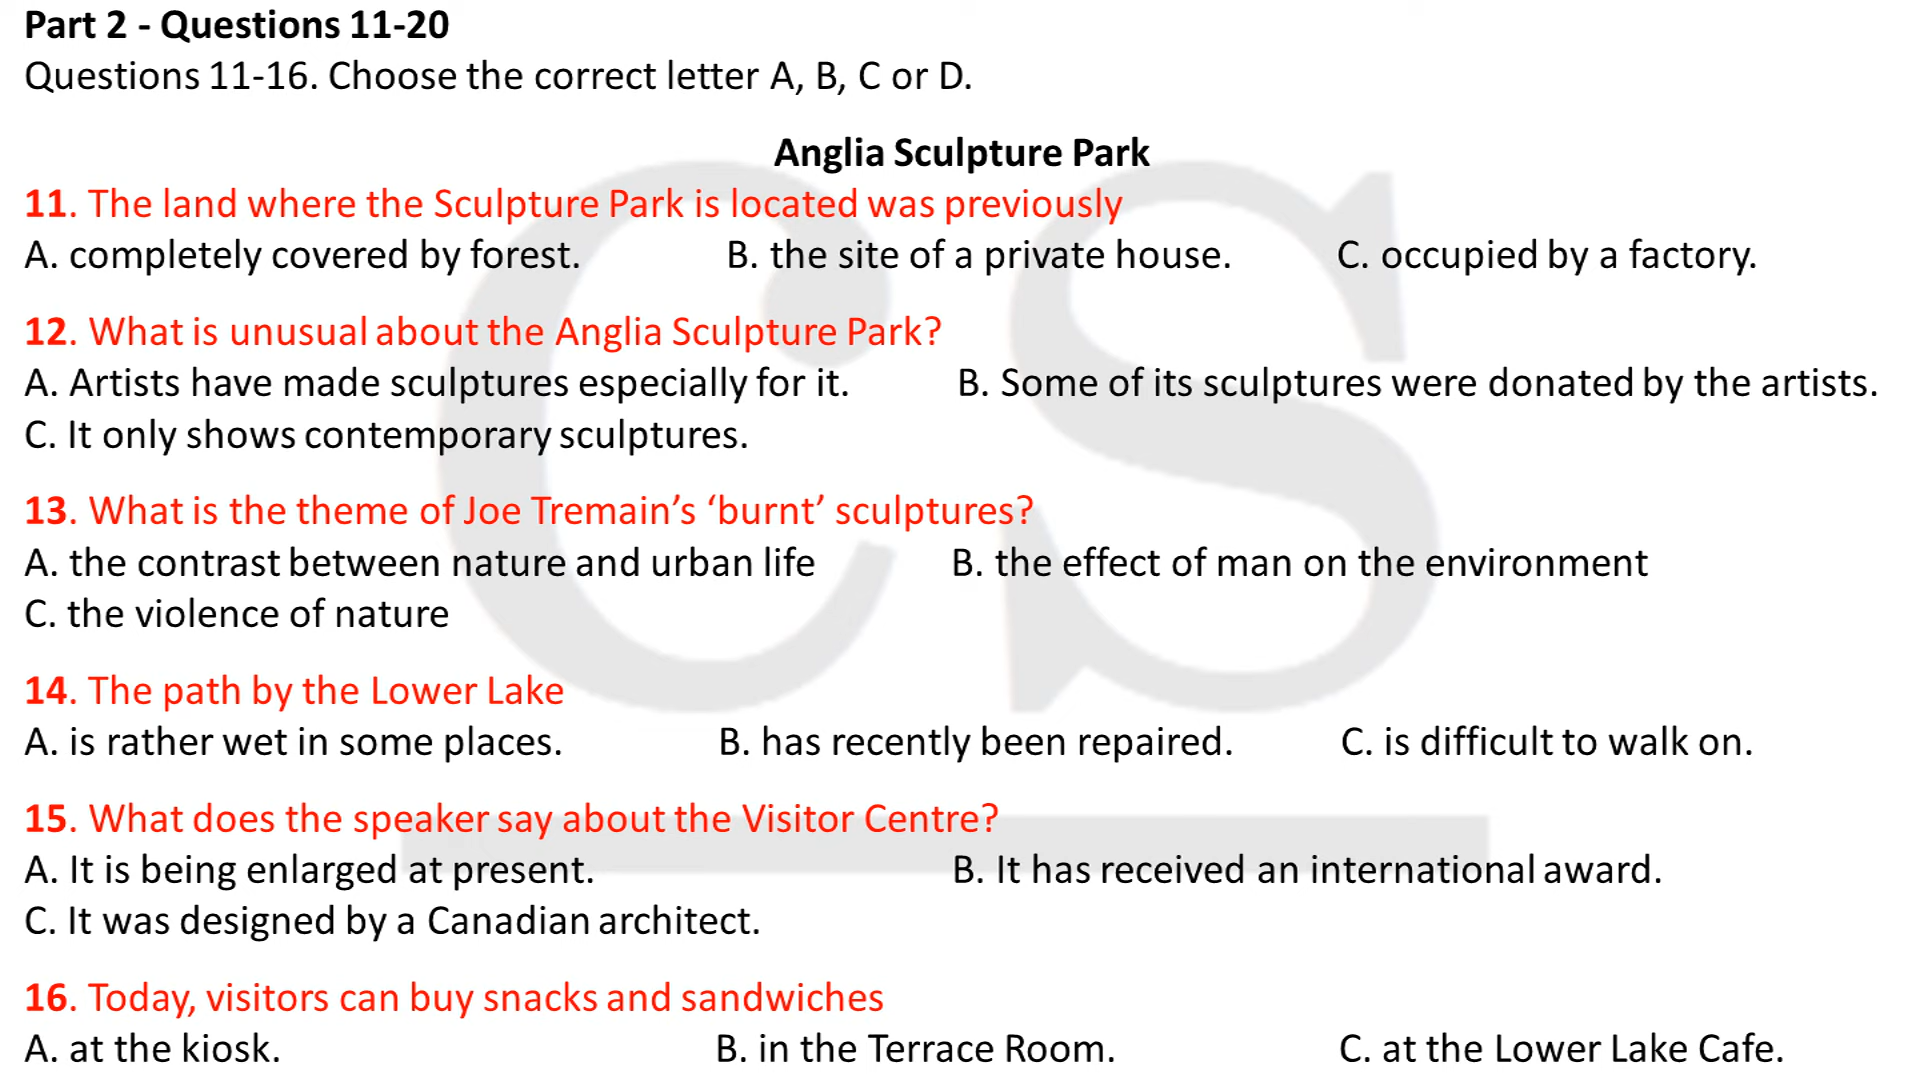 Part 2 - Questions 11-20
Questions 11-16. Choose the correct letter A, B, C or D.
Anglia Sculpture Park
11. The land where the Sculpture Park is located was previously
A. completely covered by forest. B. the site of a private house. C. occupied by a factory.
12. What is unusual about the Anglia Sculpture Park?
A. Artists have made sculptures especially for it. B. Some of its sculptures were donated by the artists.
C. It only shows contemporary sculptures.
13. What is the theme of Joe Tremain’s ‘burnt’ sculptures?
A. the contrast between nature and urban life B. the effect of man on the environment
C. the violence of nature
14. The path by the Lower Lake
A. is rather wet in some places. B. has recently been repaired. C. is difficult to walk on.
15. What does the speaker say about the Visitor Centre?
A. It is being enlarged at present. B. It has received an international award.
C. It was designed by a Canadian architect.
16. Today, visitors can buy snacks and sandwiches
A. at the kiosk. B. in the Terrace Room. C. at the Lower Lake Cafe.
CS